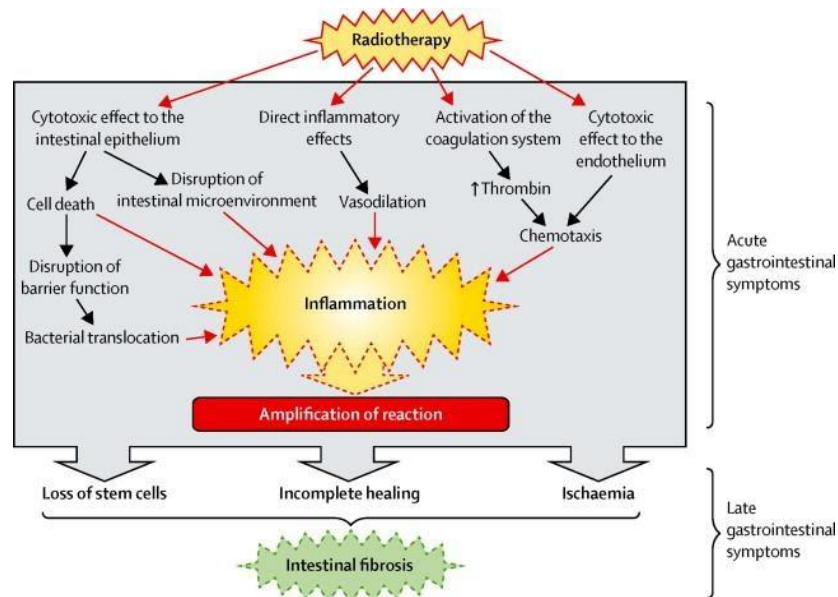 Radiotherapy
Cytotoxic effect to the
intestinal epithelium
Direct inflammatory
effects
Activation of the
coagulation system
Cytotoxic
effect to the
endothelium
Cell death
Disruption of
intestinal microenvironment
Vasodilation
↑Thrombin
Chemotaxis
Disruption of
barrier function
Bacterial translocation
Inflammation
Amplification of reaction
Acute
gastrointestinal
symptoms
Loss of stem cells
Incomplete healing
Ischaemia
Intestinal fibrosis
Late
gastrointestinal
symptoms